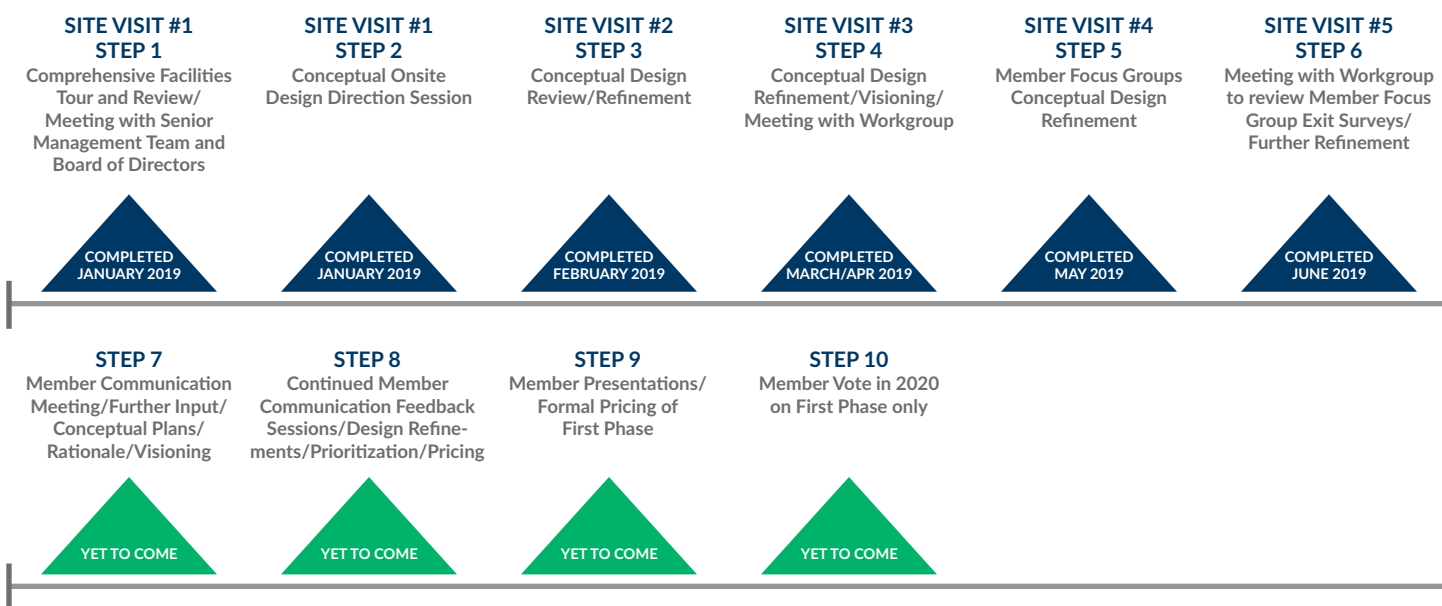 SITE VISIT #1
STEP 1
Comprehensive Facilities
Tour and Review/
Meeting with Senior
Management Team and
Board of Directors
COMPLETED
JANUARY 2019
SITE VISIT #1
STEP 2
Conceptual Onsite
Design Direction Session
COMPLETED
JANUARY 2019
SITE VISIT #2
STEP 3
Conceptual Design
Review/Refinement
COMPLETED
FEBRUARY 2019
SITE VISIT #3
STEP 4
Conceptual Design
Refinement/Visioning/
Meeting with Workgroup
COMPLETED
MARCH/APR 2019
SITE VISIT #4
STEP 5
Member Focus Groups
Conceptual Design
Refinement
COMPLETED
MAY 2019
SITE VISIT #5
STEP 6
Meeting with Workgroup
to review Member Focus
Group Exit Surveys/
Further Refinement
COMPLETED
JUNE 2019
STEP 7
Member Communication
Meeting/Further Input/
Conceptual Plans/
Rationale/Visioning
YET TO COME
STEP 8
Continued Member
Communication Feedback
Sessions/Design Refine-
ments/Prioritization/Pricing
YET TO COME
STEP 9
Member Presentations/
Formal Pricing of
First Phase
YET TO COME
STEP 10
Member Vote in 2020
on First Phase only
YET TO COME